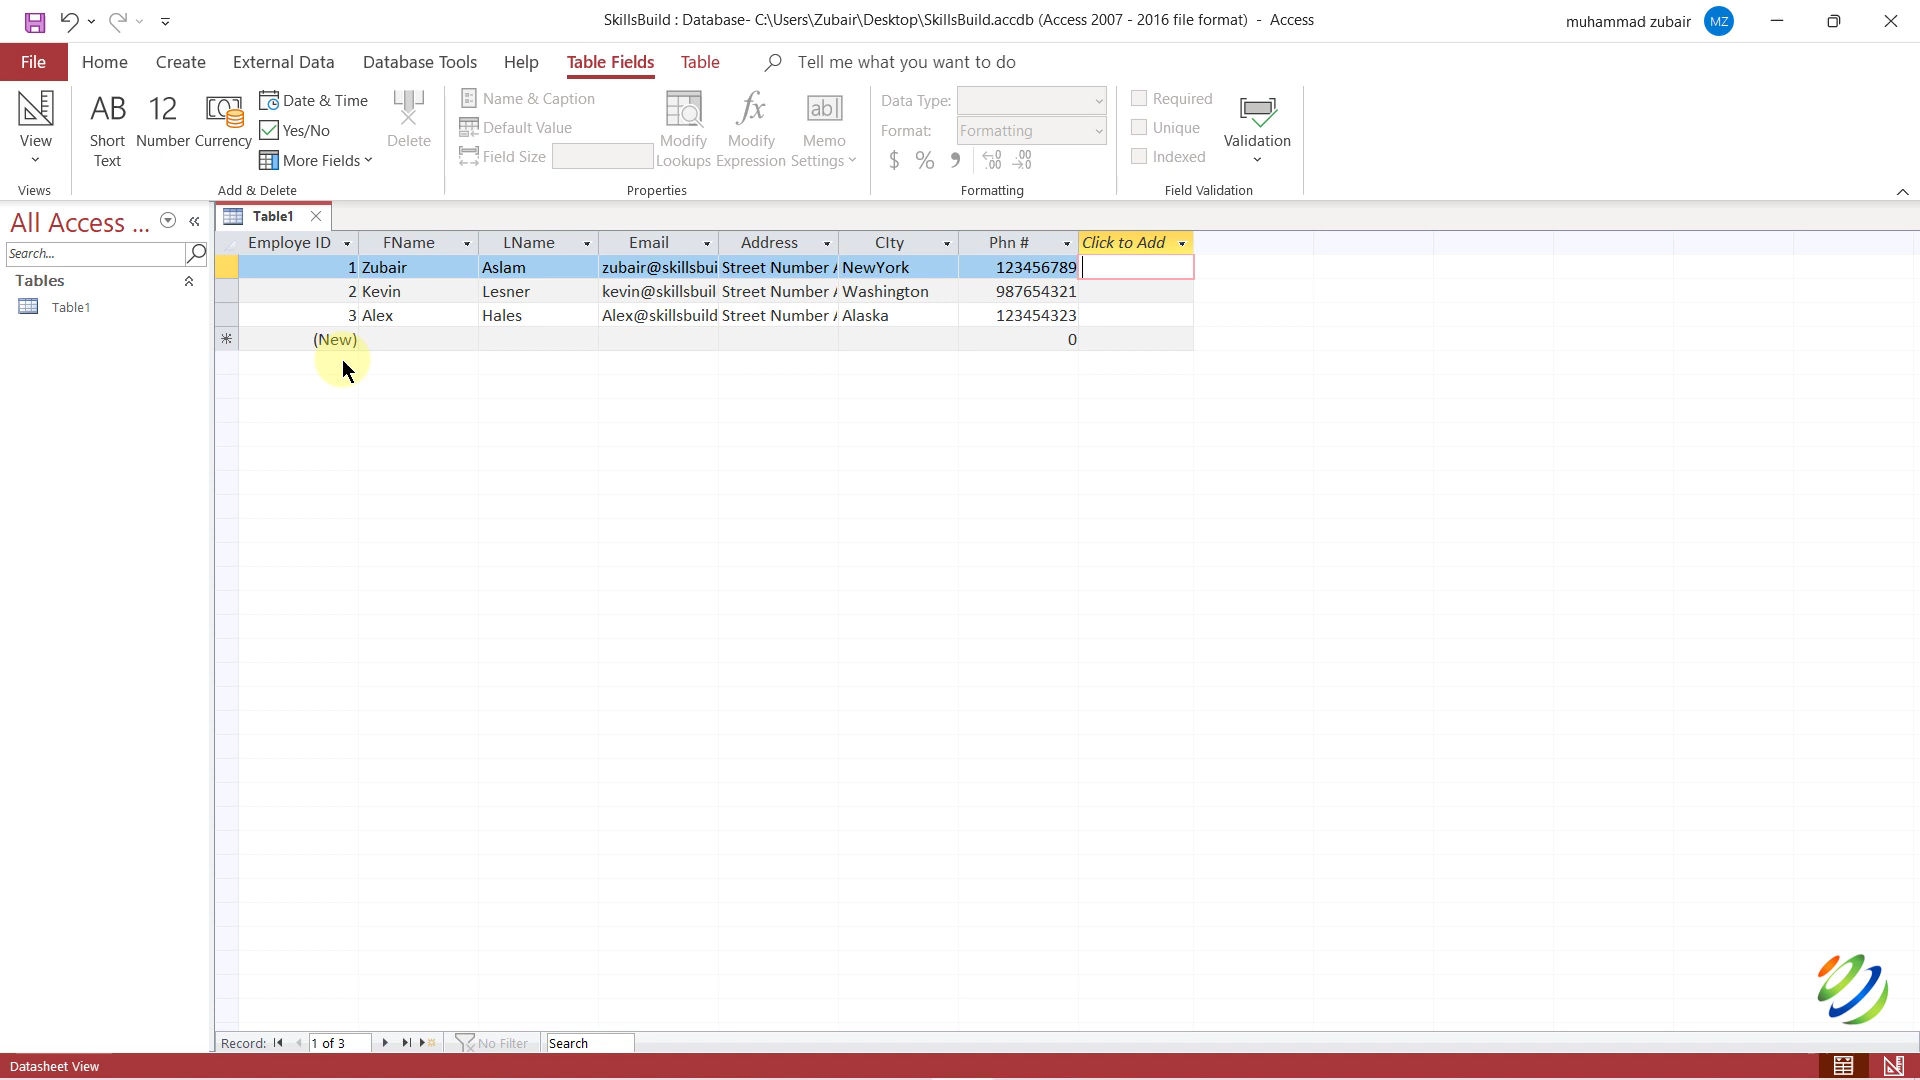 SkillsBuild : Database- C:\Users\Zubair\Desktop\SkillsBuild.accdb (Access 2007 - 2016 file format) - Access
muhammad zubair MZ
File Home Create External Data Database Tools Help Table Fields Table Tell me what you want to do
View
Views
AB Short Text
12 Number
Currency
Date & Time
Yes/No
More Fields
Delete
Add & Delete
Name & Caption
Default Value
Field Size
Modify Lookups
fx Modify Expression
ab| Memo Settings
Properties
Data Type:
Format: Formatting
$ % , .00 .00
Formatting
Required
Unique
Indexed
Validation
Field Validation
All Access ...
Search...
Tables
Table1
Table1
Employe ID FName LName Email Address CIty Phn # Click to Add
1 Zubair Aslam zubair@skillsbui Street Number A NewYork 123456789
2 Kevin Lesner kevin@skillsbuil Street Number A Washington 987654321
3 Alex Hales Alex@skillsbuild Street Number A Alaska 123454323
(New) 0
Record: 1 of 3 No Filter Search
Datasheet View